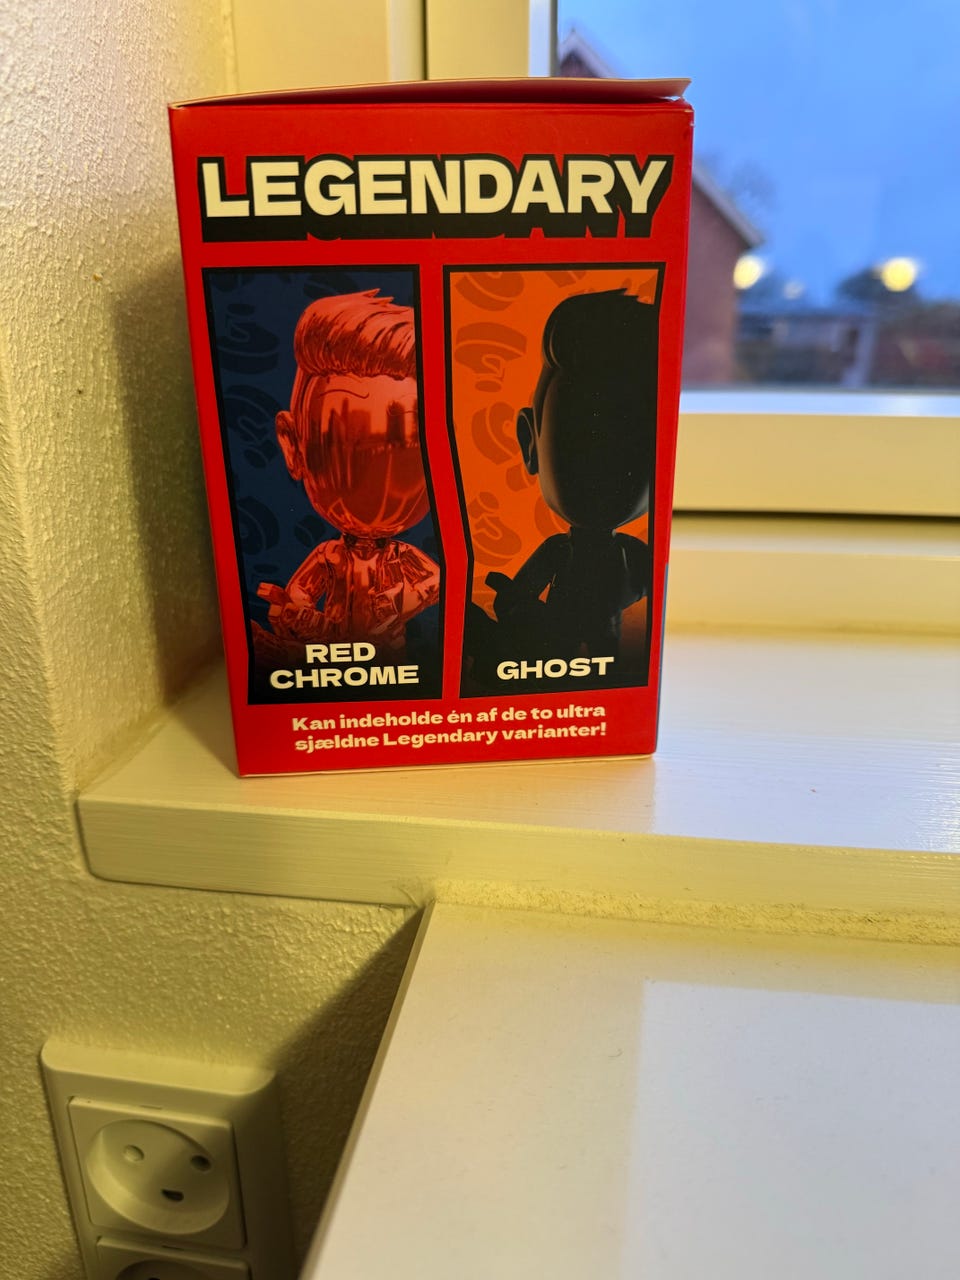 LEGENDARY
RED
CHROME
GHOST
Kan indeholde én af de to ultra
sjældne Legendary varianter!